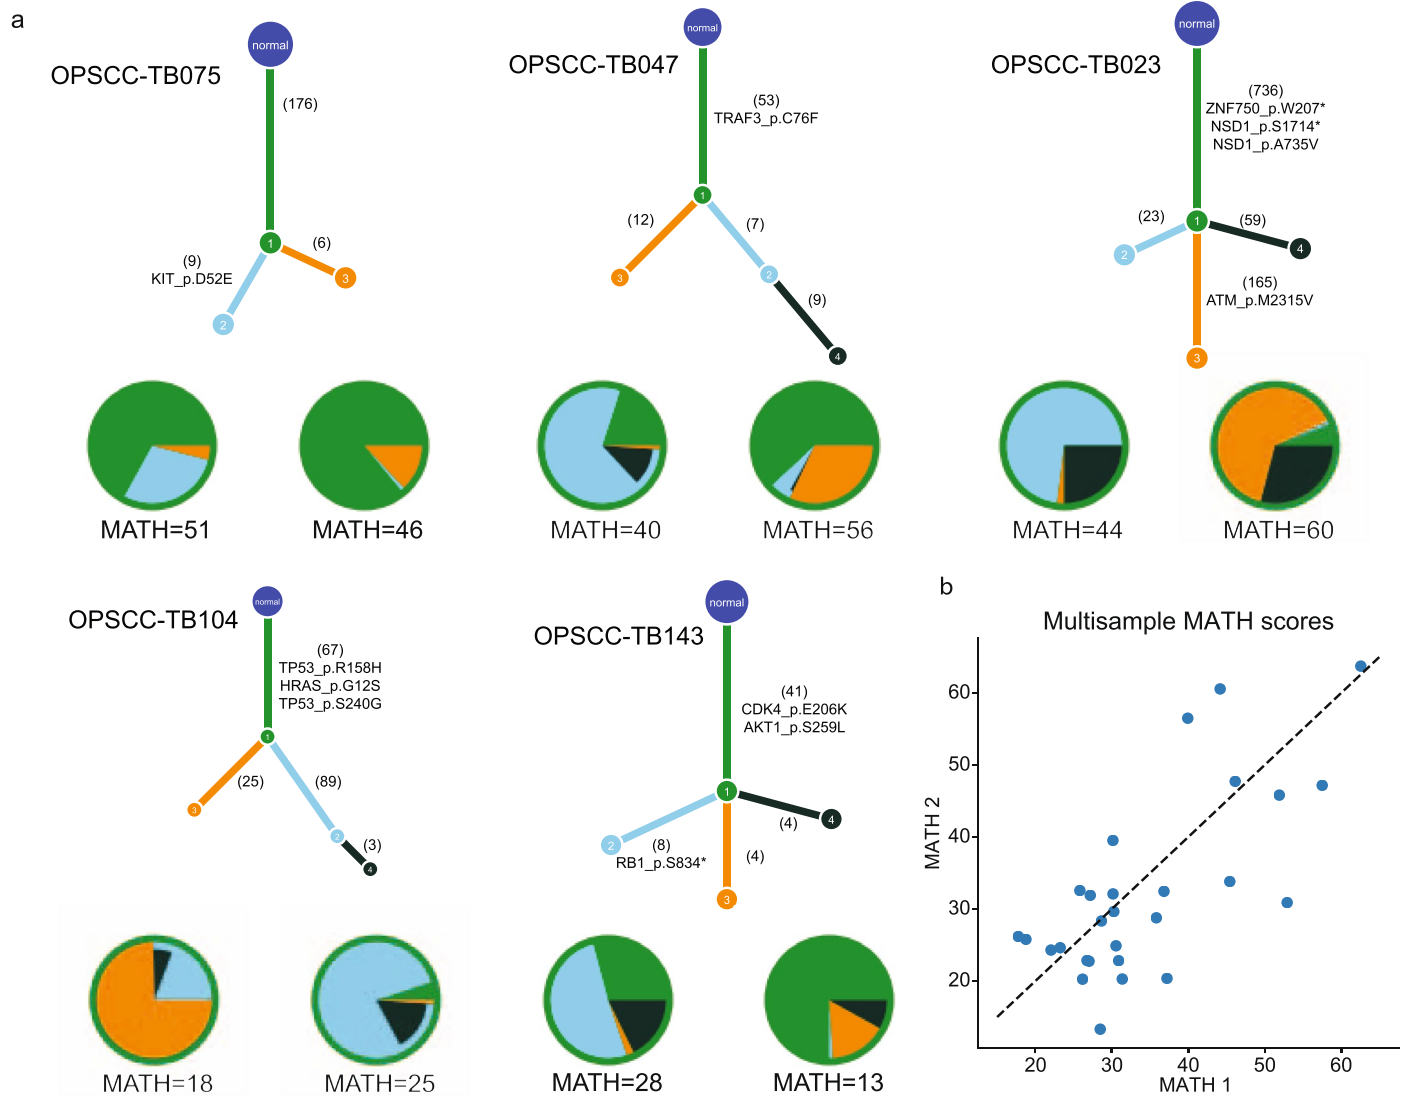 a
normal
OPSCC-TB075
(176)
1
(6)
3
(9)
KIT_p.D52E
2
MATH=51
MATH=46
normal
OPSCC-TB047
(53)
TRAF3_p.C76F
1
(12)
(7)
3
2
(9)
4
MATH=40
MATH=56
normal
OPSCC-TB023
(736)
ZNF750_p.W207*
NSD1_p.S1714*
NSD1_p.A735V
(23)
1
(59)
2
4
(165)
ATM_p.M2315V
3
MATH=44
MATH=60
normal
OPSCC-TB104
(67)
TP53_p.R158H
HRAS_p.G12S
TP53_p.S240G
1
(25)
(89)
3
2
(3)
4
MATH=18
MATH=25
normal
OPSCC-TB143
(41)
CDK4_p.E206K
AKT1_p.S259L
1
(4)
4
2
(8)
RB1_p.S834*
(4)
3
MATH=28
MATH=13
b
Multisample MATH scores
MATH 2
60
50
40
30
20
20 30 40 50 60
MATH 1